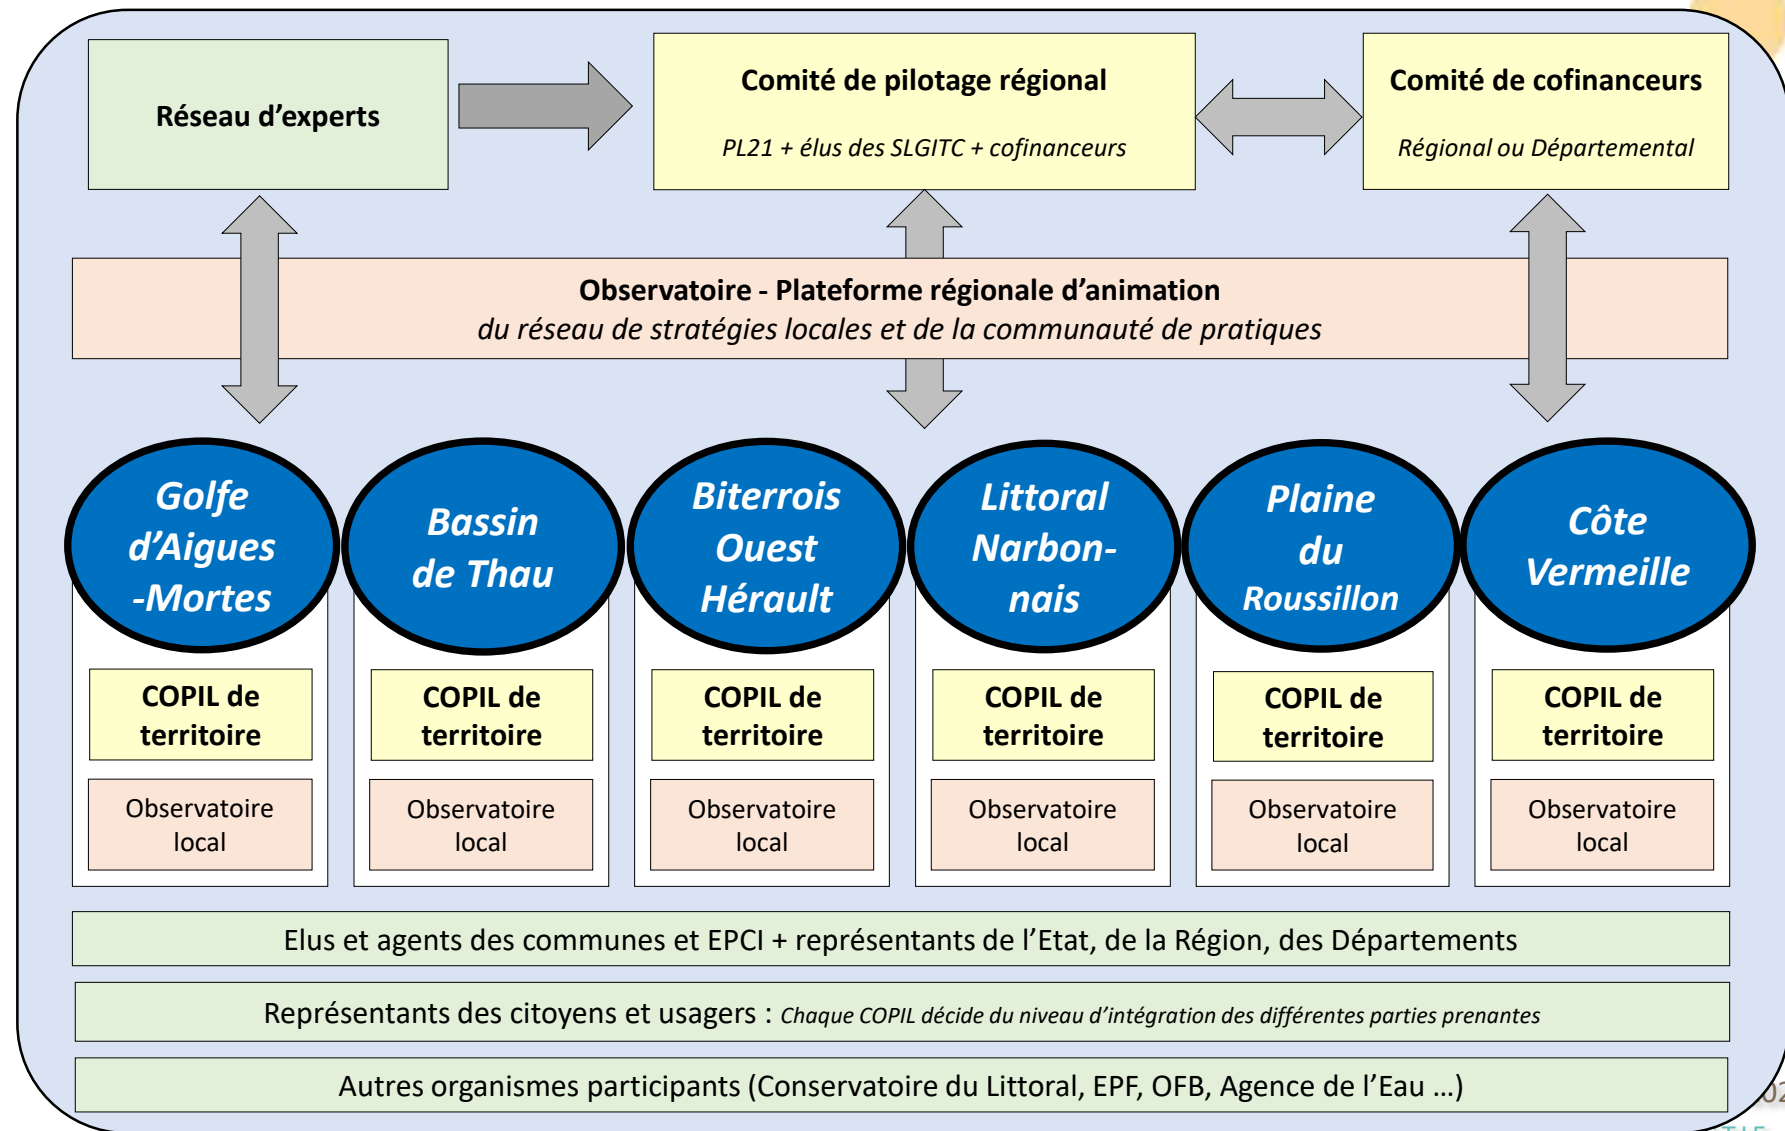 Réseau d'experts
Comité de pilotage régional
PL21 + élus des SLGITC + cofinanceurs
Comité de cofinanceurs
Régional ou Départemental
Observatoire - Plateforme régionale d'animation
du réseau de stratégies locales et de la communauté de pratiques
Golfe
d'Aigues
-Mortes
Bassin
de Thau
Biterrois
Ouest
Hérault
Littoral
Narbon-
nais
Plaine
du
Roussillon
Côte
Vermeille
COPIL de
territoire
COPIL de
territoire
COPIL de
territoire
COPIL de
territoire
COPIL de
territoire
COPIL de
territoire
Observatoire
local
Observatoire
local
Observatoire
local
Observatoire
local
Observatoire
local
Observatoire
local
Elus et agents des communes et EPCI + représentants de l'Etat, de la Région, des Départements
Représentants des citoyens et usagers : Chaque COPIL décide du niveau d'intégration des différentes parties prenantes
Autres organismes participants (Conservatoire du Littoral, EPF, OFB, Agence de l'Eau ...)